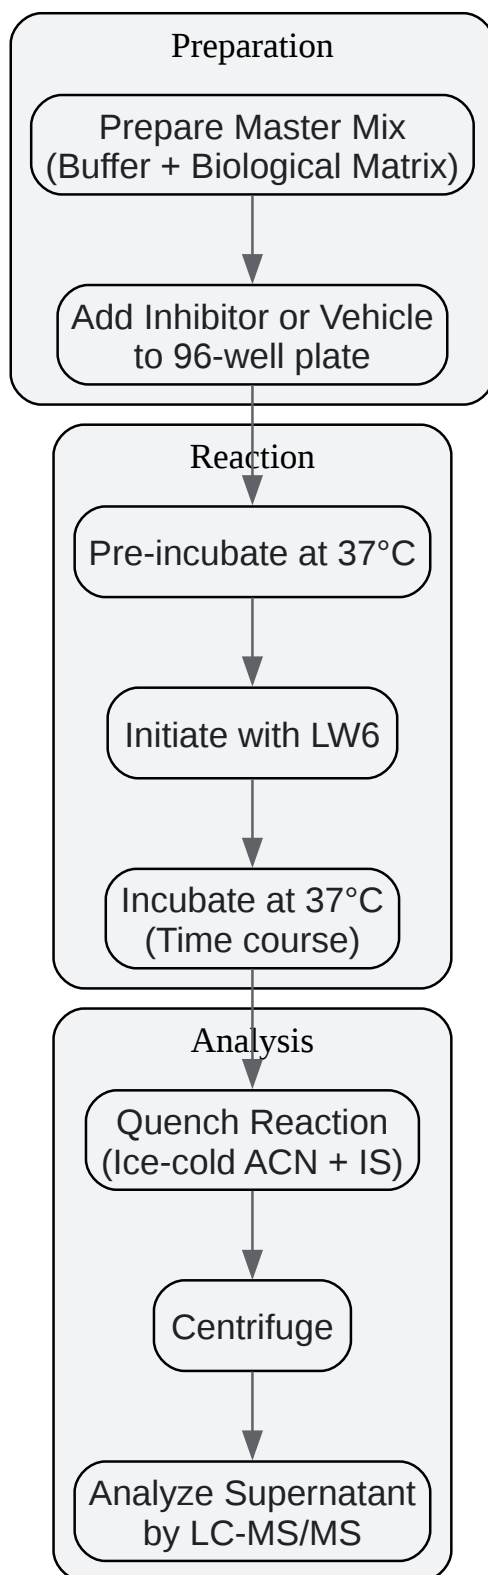 Preparation
Prepare Master Mix
(Buffer + Biological Matrix)
Add Inhibitor or Vehicle
to 96-well plate
Reaction
Pre-incubate at 37°C
Initiate with LW6
Incubate at 37°C
(Time course)
Analysis
Quench Reaction
(Ice-cold ACN + IS)
Centrifuge
Analyze Supernatant
by LC-MS/MS